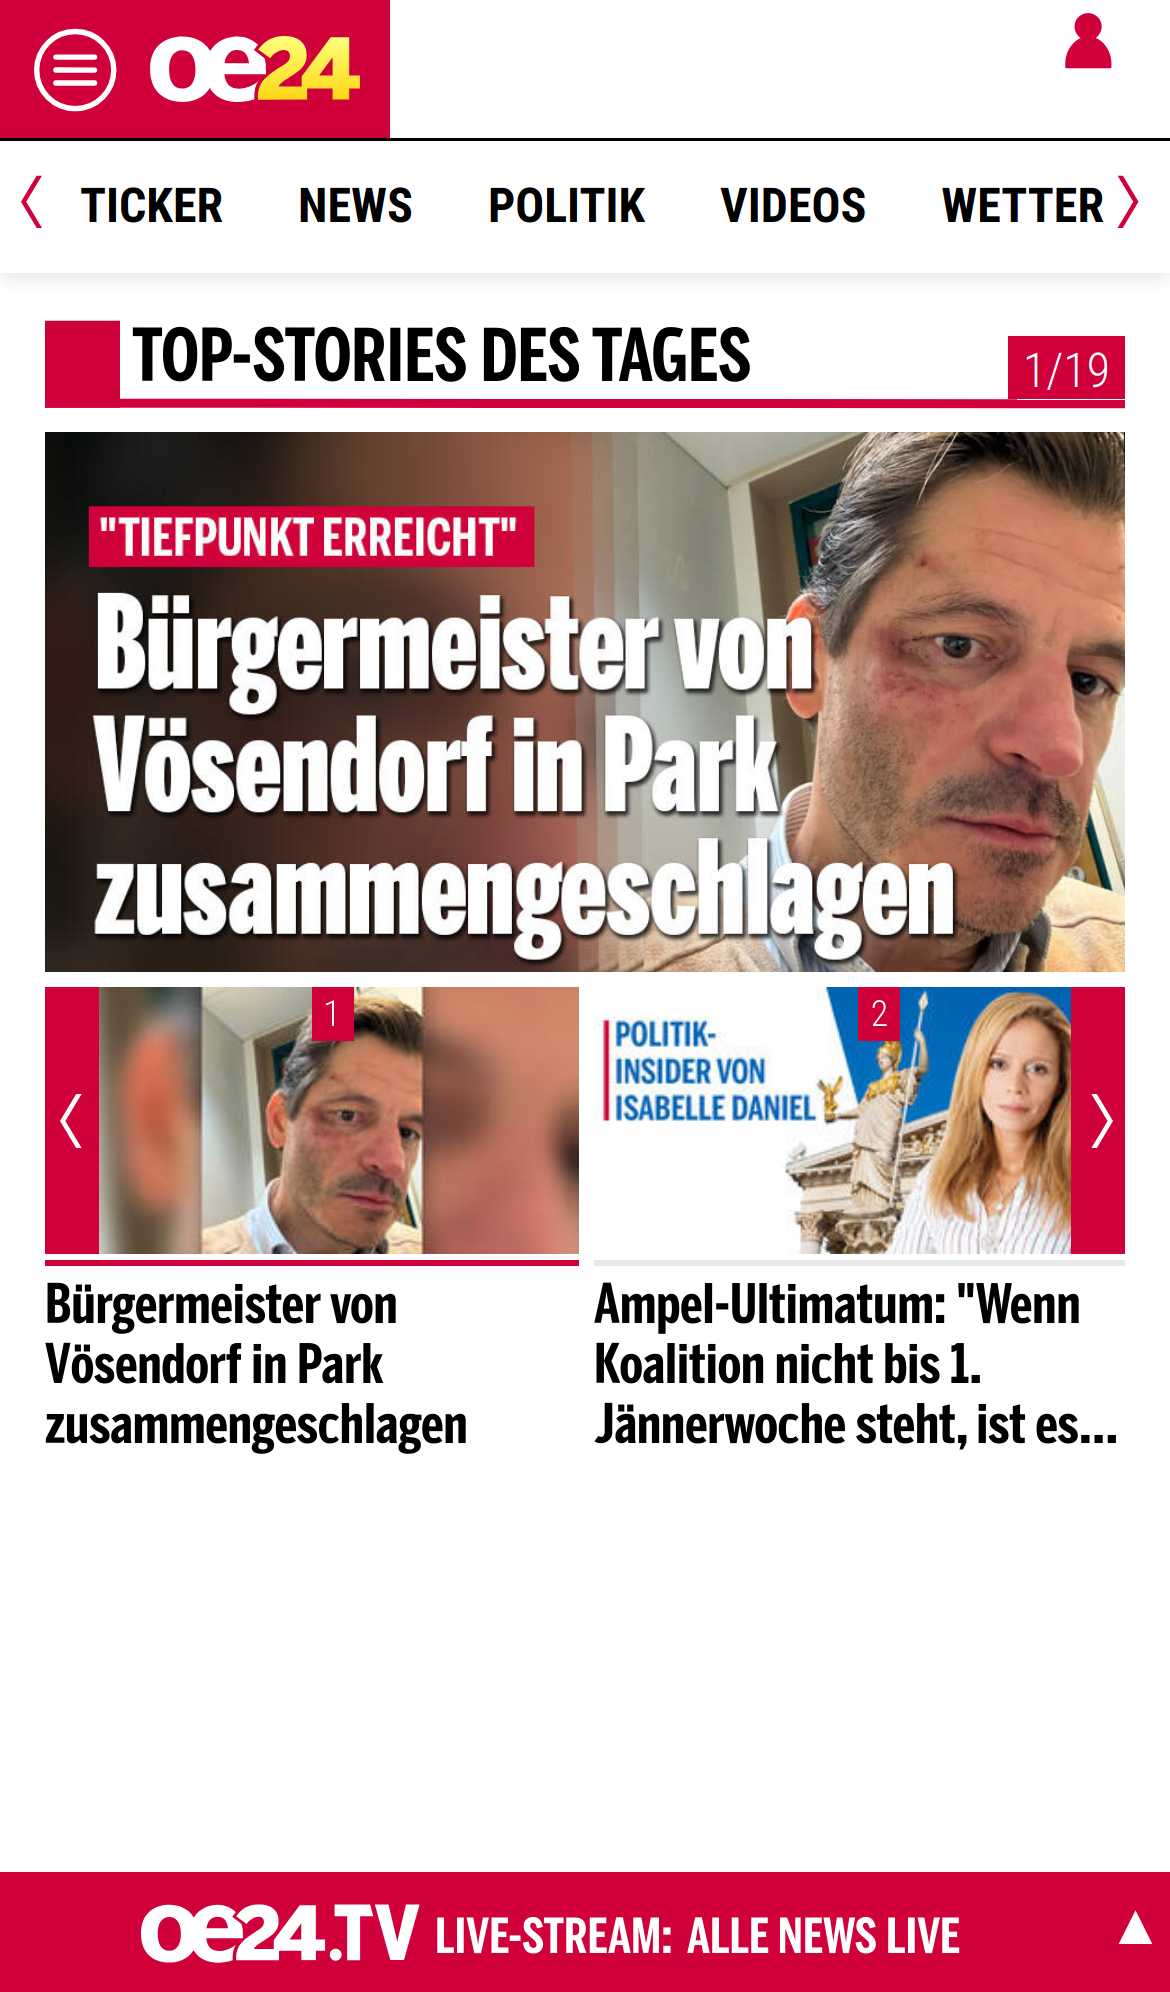 oe24
TICKER NEWS POLITIK VIDEOS WETTER
TOP-STORIES DES TAGES
1/19
"TIEFPUNKT ERREICHT"
Bürgermeister von
Vösendorf in Park
zusammengeschlagen
1
2
POLITIK-
INSIDER VON
ISABELLE DANIEL
Bürgermeister von
Vösendorf in Park
zusammengeschlagen
Ampel-Ultimatum: "Wenn
Koalition nicht bis 1.
Jännerwoche steht, ist es...
oe24.TV LIVE-STREAM: ALLE NEWS LIVE